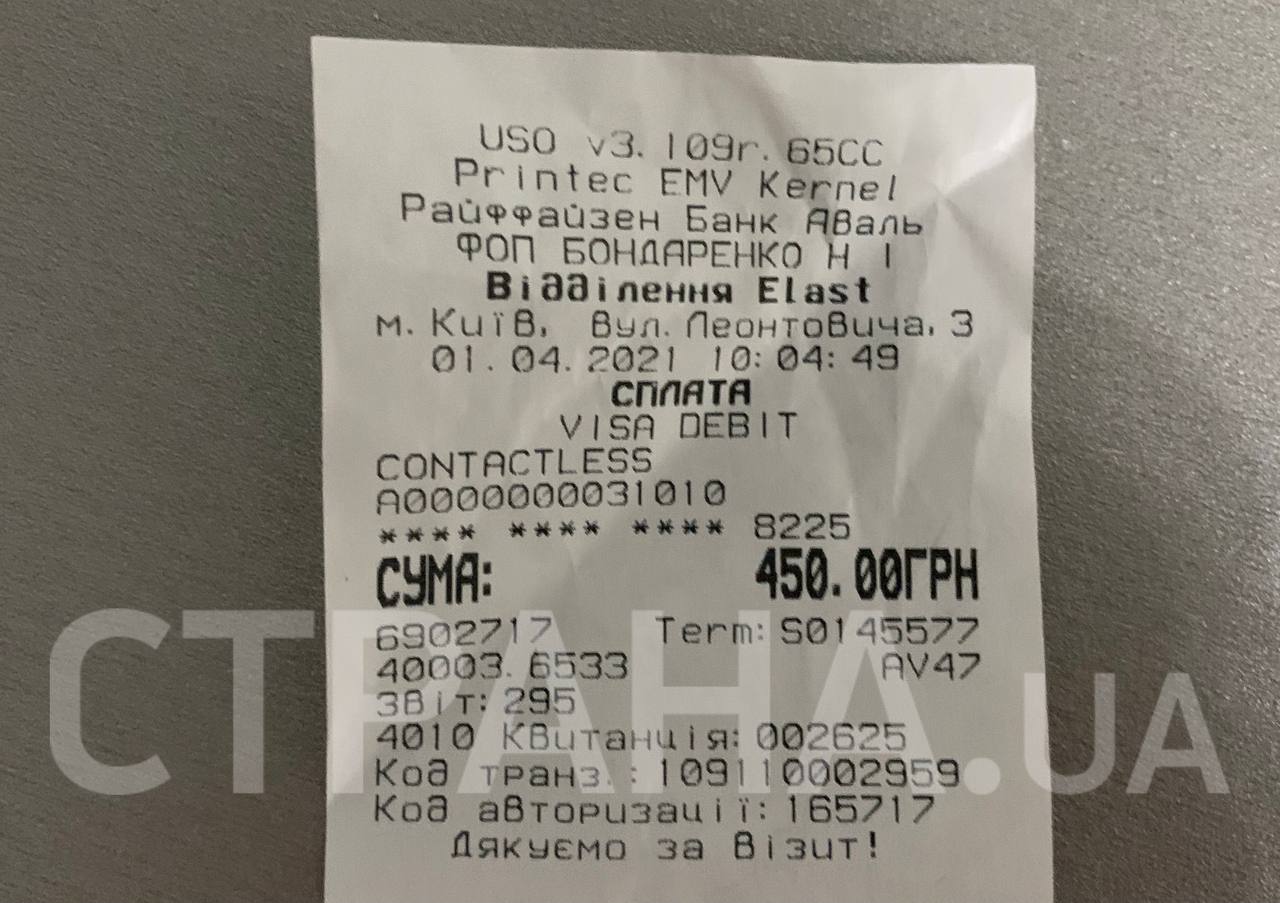 USO v3.109r.65CC
Printec EMV Kernel
Райффайзен Банк Аваль
ФОП БОНДАРЕНКО Н І
Відділення Elast
м. Київ, вул. Леонтовича, 3
01.04.2021 10:04:49
СПЛАТА
VISA DEBIT
CONTACTLESS
A0000000031010
**** **** **** 8225
СУМА: 450.00ГРН
6902717 Term: S0145577
40003.6533 AV47
Звіт: 295
4010 Квитанція: 002625
Код транз.: 109110002959
Код авторизації: 165717
Дякуємо за Візит!
СТРАНА.UA